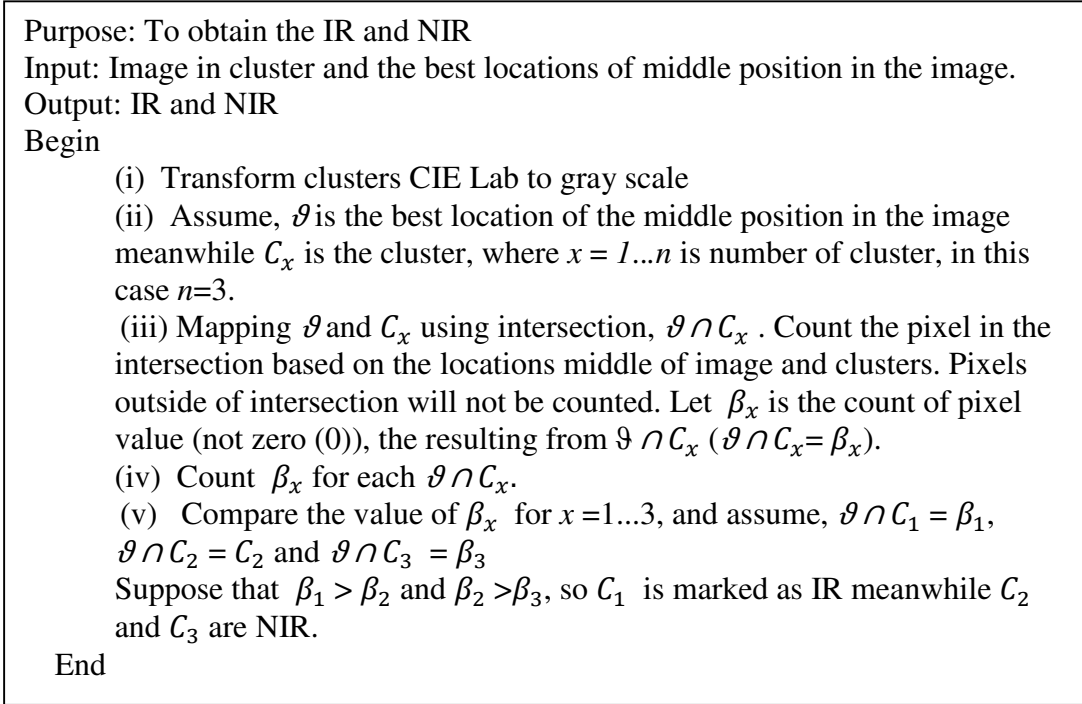 Purpose: To obtain the IR and NIR
Input: Image in cluster and the best locations of middle position in the image.
Output: IR and NIR
Begin
(i) Transform clusters CIE Lab to gray scale
(ii) Assume, 𝜗 is the best location of the middle position in the image
meanwhile 𝐶ₓ is the cluster, where x = 1...n is number of cluster, in this
case n=3.
(iii) Mapping 𝜗 and 𝐶ₓ using intersection, 𝜗 ∩ 𝐶ₓ . Count the pixel in the
intersection based on the locations middle of image and clusters. Pixels
outside of intersection will not be counted. Let 𝛽ₓ is the count of pixel
value (not zero (0)), the resulting from ϑ ∩ 𝐶ₓ (𝜗 ∩ 𝐶ₓ= 𝛽ₓ).
(iv) Count 𝛽ₓ for each 𝜗 ∩ 𝐶ₓ.
(v) Compare the value of 𝛽ₓ for x =1...3, and assume, 𝜗 ∩ 𝐶₁ = 𝛽₁,
𝜗 ∩ 𝐶₂ = 𝐶₂ and 𝜗 ∩ 𝐶₃ = 𝛽₃
Suppose that 𝛽₁ > 𝛽₂ and 𝛽₂ >𝛽₃, so 𝐶₁ is marked as IR meanwhile 𝐶₂
and 𝐶₃ are NIR.
End